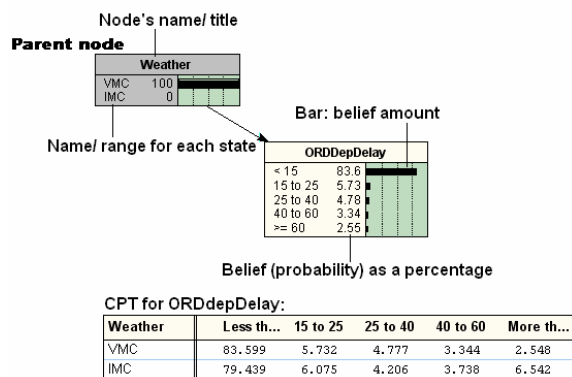 Node's name/ title
Parent node
Weather
VMC 100
IMC 0
Name/ range for each state
Bar: belief amount
ORDDepDelay
< 15 83.6
15 to 25 5.73
25 to 40 4.78
40 to 60 3.34
>= 60 2.55
Belief (probability) as a percentage
CPT for ORDdepDelay:
Weather Less th... 15 to 25 25 to 40 40 to 60 More th...
VMC 83.599 5.732 4.777 3.344 2.548
IMC 79.439 6.075 4.206 3.738 6.542